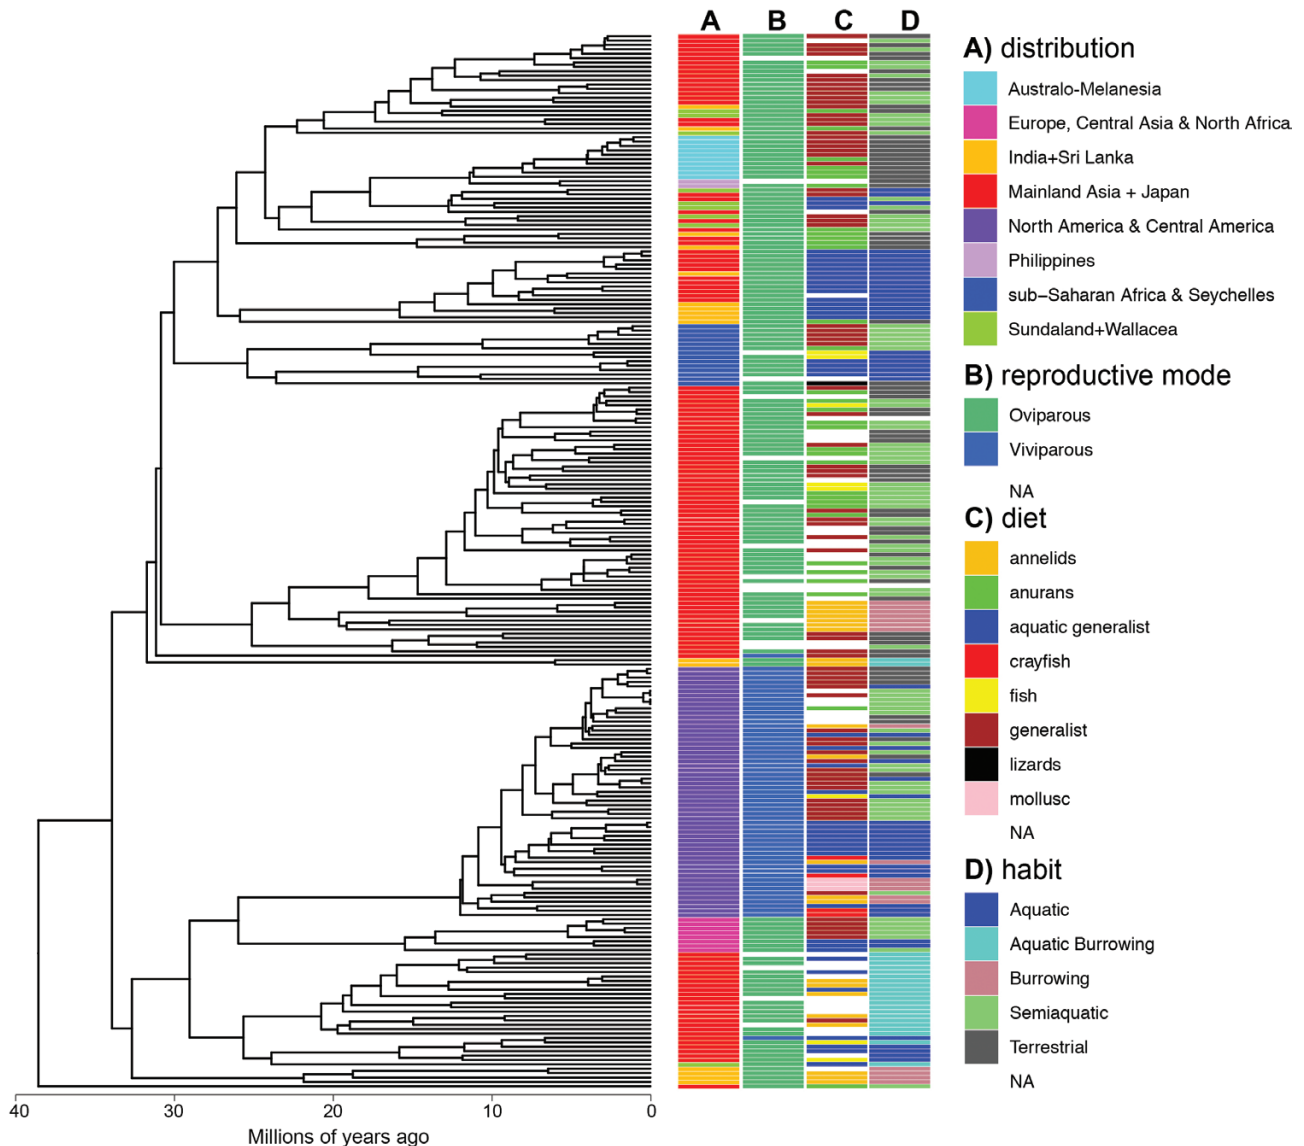 A B C D
A) distribution
Australo-Melanesia
Europe, Central Asia & North Africa
India+Sri Lanka
Mainland Asia + Japan
North America & Central America
Philippines
sub−Saharan Africa & Seychelles
Sundaland+Wallacea
B) reproductive mode
Oviparous
Viviparous
NA
C) diet
annelids
anurans
aquatic generalist
crayfish
fish
generalist
lizards
mollusc
NA
D) habit
Aquatic
Aquatic Burrowing
Burrowing
Semiaquatic
Terrestrial
NA
40 30 20 10 0
Millions of years ago